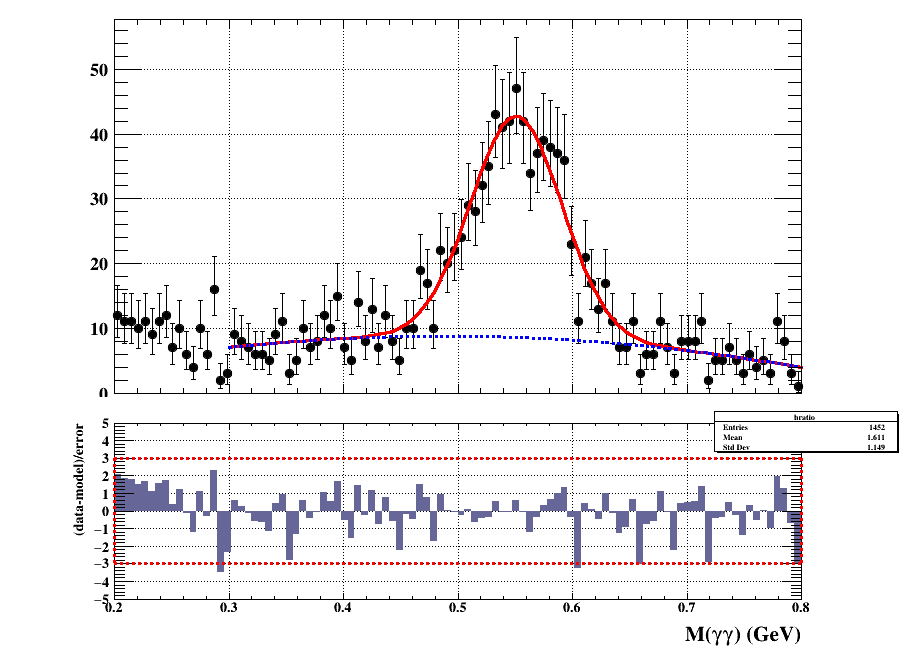 50
40
30
20
10
0
hratio
Entries 1452
Mean 1.611
Std Dev 1.149
(data-model)/error
5
4
3
2
1
0
−1
−2
−3
−4
−5
0.2 0.3 0.4 0.5 0.6 0.7 0.8
M(γγ) (GeV)